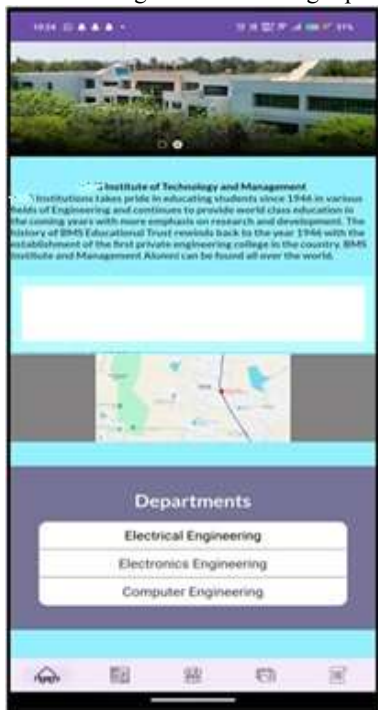 Institute of Technology and Management
Institutions takes pride in educating students since 1946 in various
fields of Engineering and continues to provide world class education in
the coming years with more emphasis on research and development. The
history of BMS Educational Trust rewinds back to the year 1946 with the
establishment of the first private engineering college in the country. BMS
Institute and Management Alumni can be found all over the world.
Departments
Electrical Engineering
Electronics Engineering
Computer Engineering